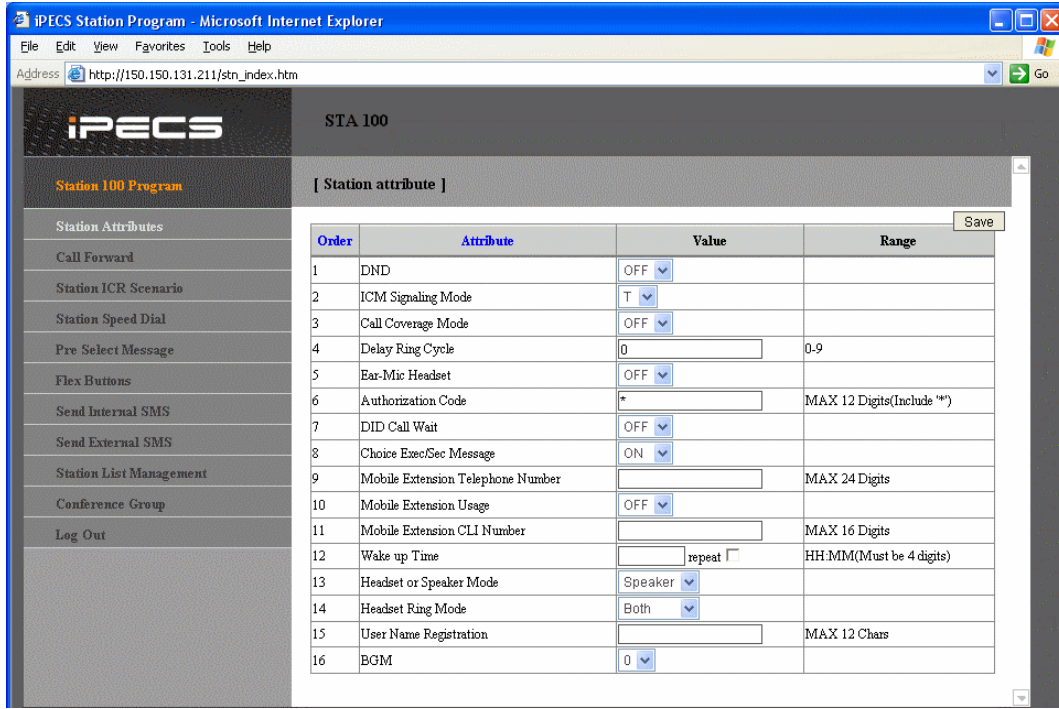 iPECS Station Program - Microsoft Internet Explorer
File Edit View Favorites Tools Help
Address http://150.150.131.211/stn_index.htm Go
iPECS STA 100
Station 100 Program [ Station attribute ]
Save
Station Attributes
Call Forward
Station ICR Scenario
Station Speed Dial
Pre Select Message
Flex Buttons
Send Internal SMS
Send External SMS
Station List Management
Conference Group
Log Out
Order Attribute Value Range
1 DND OFF
2 ICM Signaling Mode T
3 Call Coverage Mode OFF
4 Delay Ring Cycle 0 0-9
5 Ear-Mic Headset OFF
6 Authorization Code * MAX 12 Digits(Include '*')
7 DID Call Wait OFF
8 Choice Exec/Sec Message ON
9 Mobile Extension Telephone Number MAX 24 Digits
10 Mobile Extension Usage OFF
11 Mobile Extension CLI Number MAX 16 Digits
12 Wake up Time repeat HH:MM(Must be 4 digits)
13 Headset or Speaker Mode Speaker
14 Headset Ring Mode Both
15 User Name Registration MAX 12 Chars
16 BGM 0